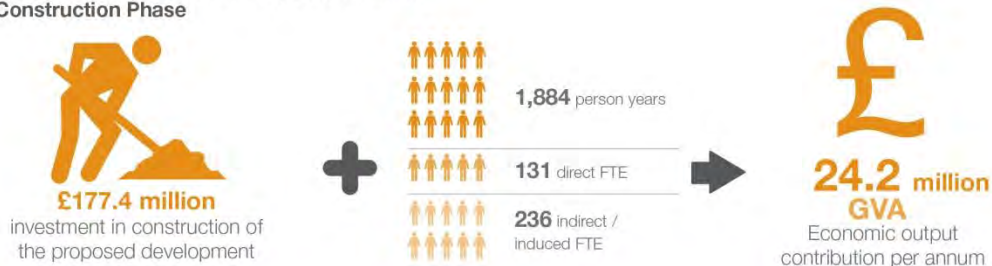 Construction Phase
£177.4 million
investment in construction of
the proposed development
1,884 person years
131 direct FTE
236 indirect /
induced FTE
£
24.2 million
GVA
Economic output
contribution per annum